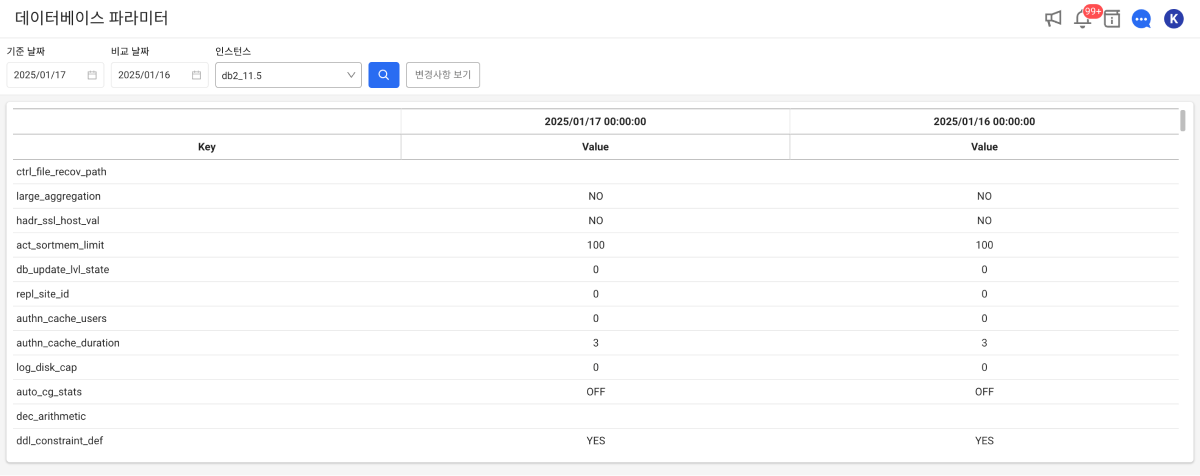 데이터베이스 파라미터
99+
K
기준 날짜 비교 날짜 인스턴스
2025/01/17 2025/01/16 db2_11.5 변경사항 보기
2025/01/17 00:00:00 2025/01/16 00:00:00
Key Value Value
ctrl_file_recov_path
large_aggregation NO NO
hadr_ssl_host_val NO NO
act_sortmem_limit 100 100
db_update_lvl_state 0 0
repl_site_id 0 0
authn_cache_users 0 0
authn_cache_duration 3 3
log_disk_cap 0 0
auto_cg_stats OFF OFF
dec_arithmetic
ddl_constraint_def YES YES